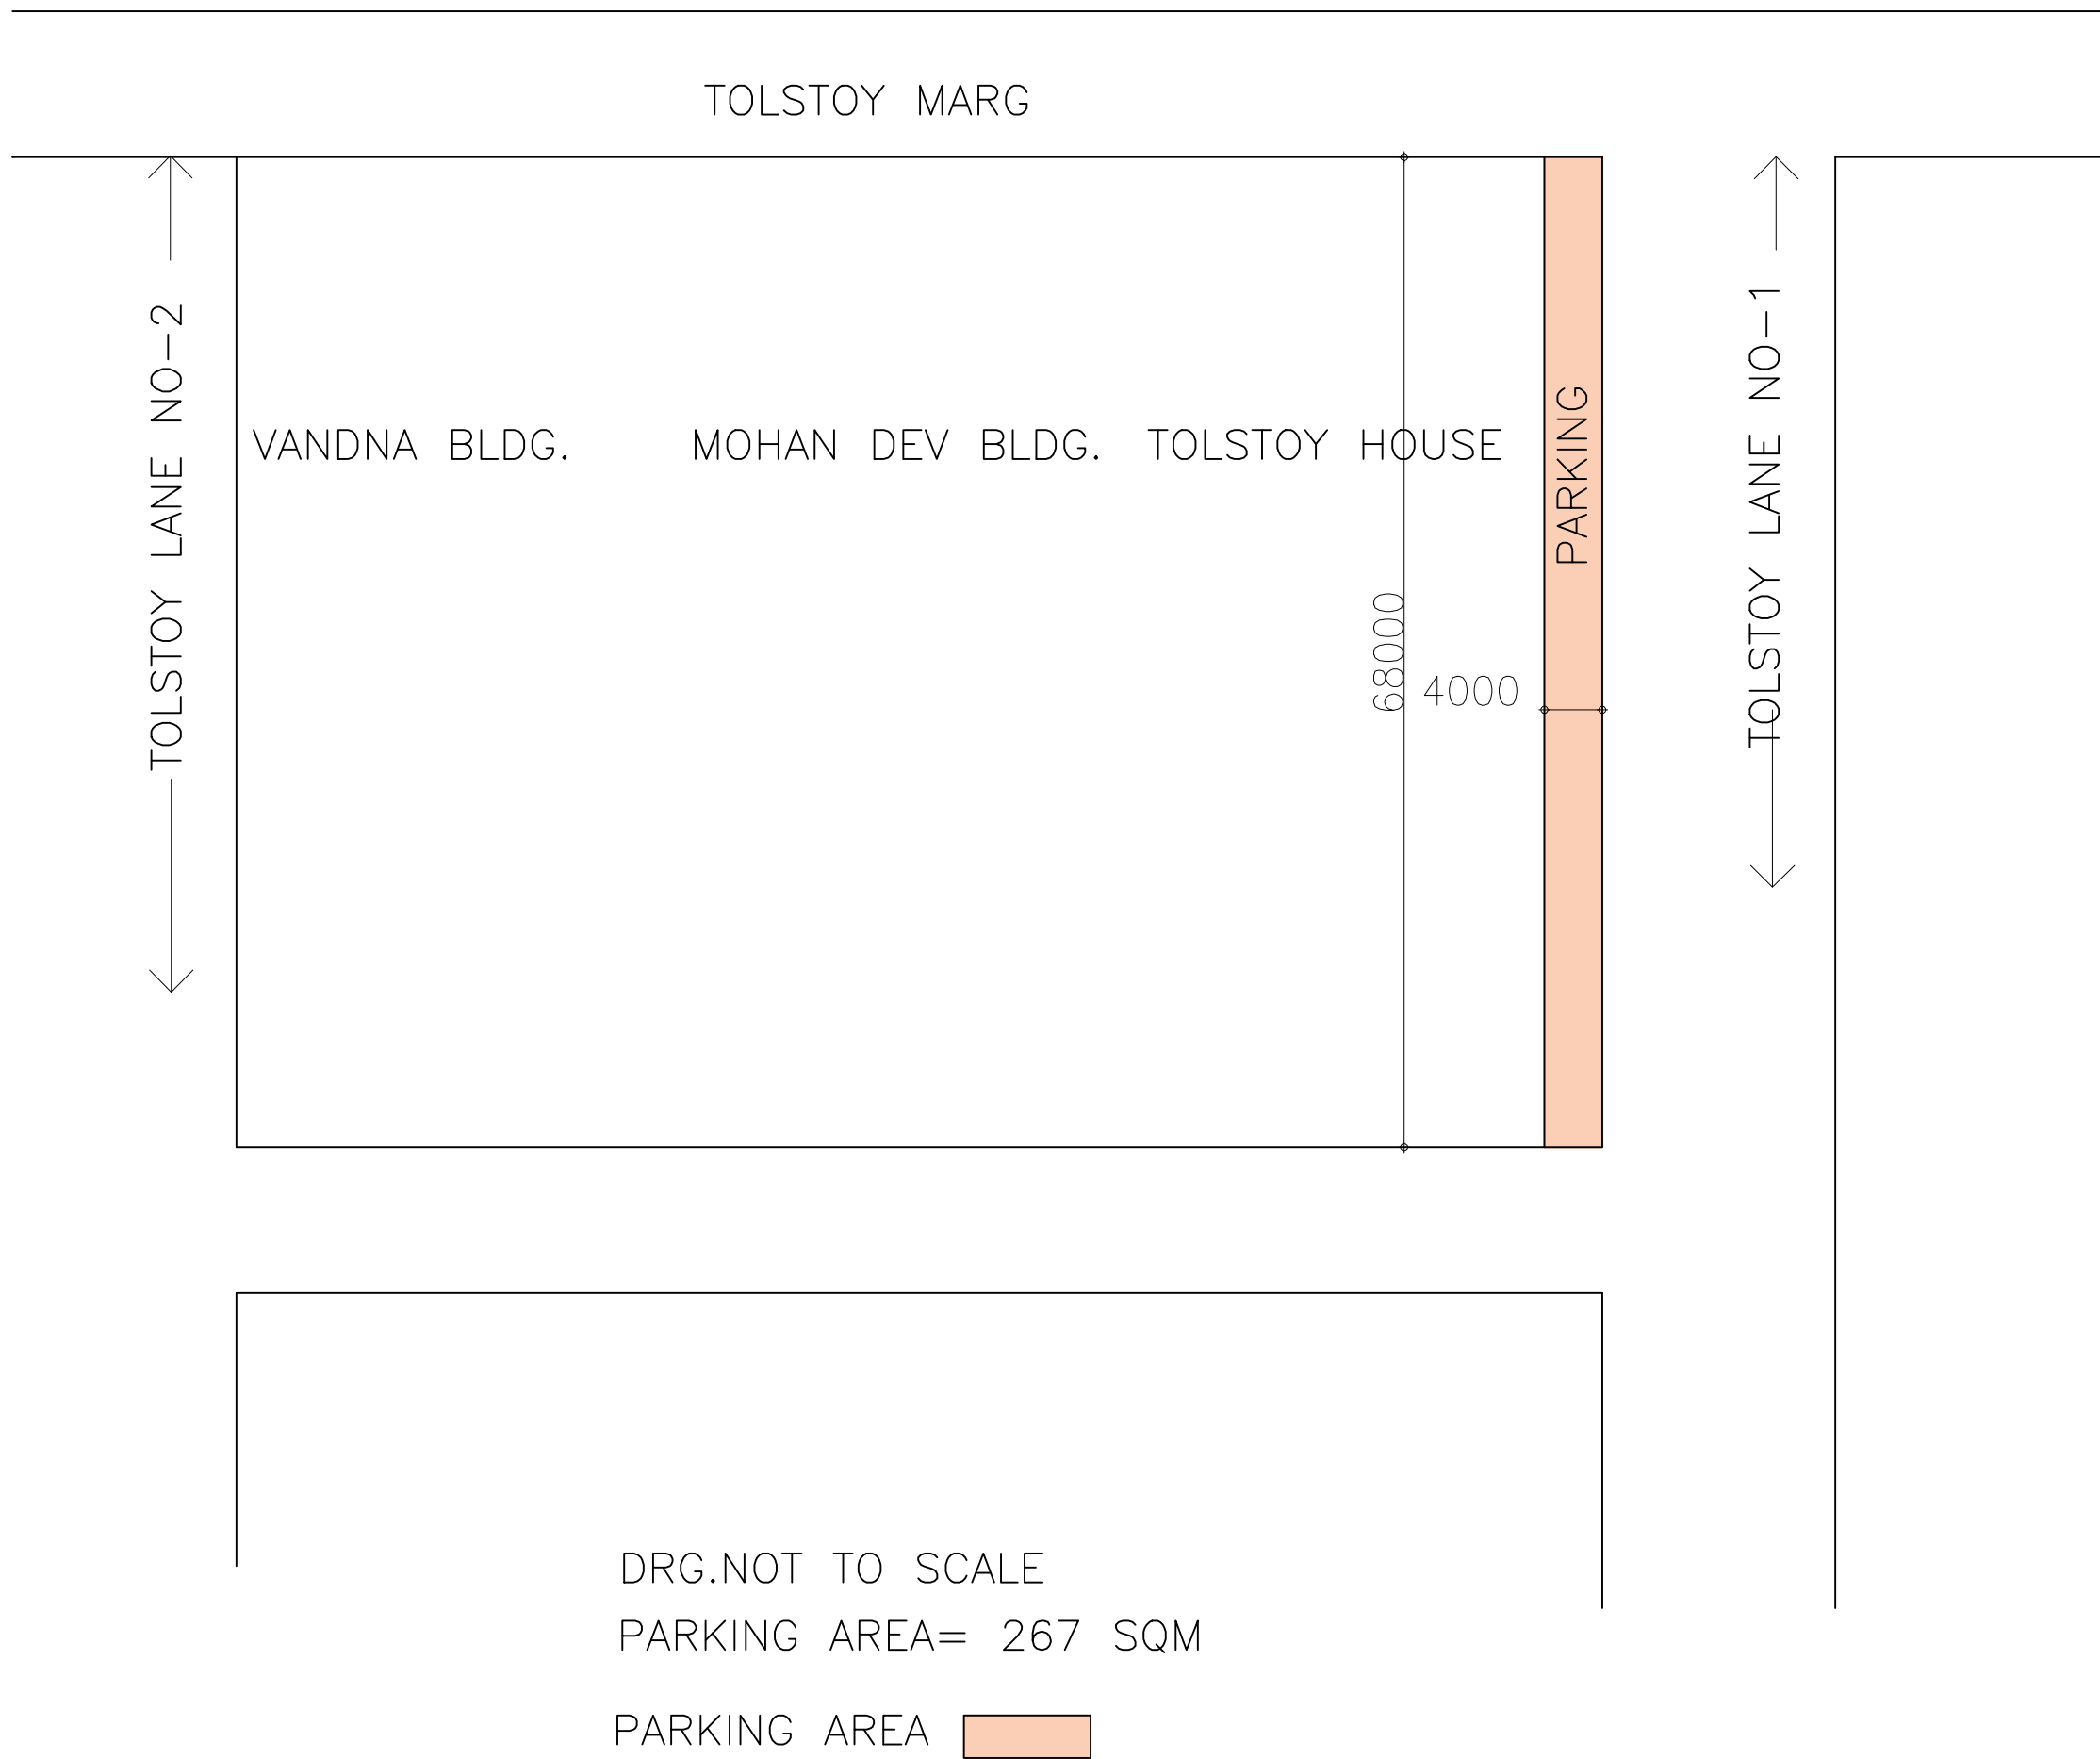 TOLSTOY MARG
TOLSTOY LANE NO-2
VANDNA BLDG.
MOHAN DEV BLDG.
TOLSTOY HOUSE
PARKING
TOLSTOY LANE NO-1
68000
4000
DRG.NOT TO SCALE
PARKING AREA= 267 SQM
PARKING AREA